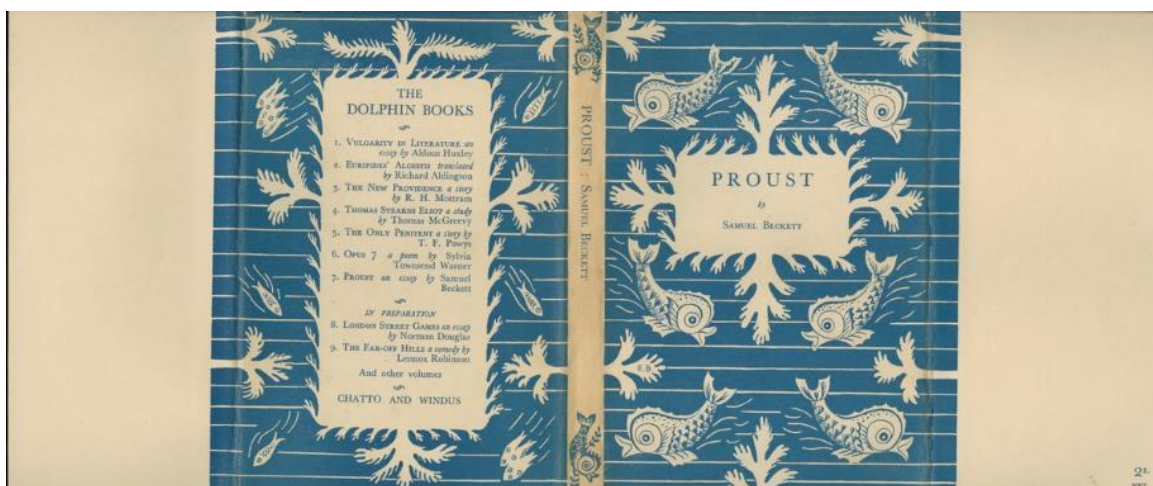 THE
DOLPHIN BOOKS
1. VULGARITY IN LITERATURE an
essay by Aldous Huxley
2. EURIPIDES' ALCESTIS translated
by Richard Aldington
3. THE NEW PROVIDENCE a story
by R. H. Mottram
4. THOMAS STEARNS ELIOT a study
by Thomas McGreevy
5. THE ONLY PENITENT a story by
T. F. Powys
6. OPUS 7 a poem by Sylvia
Townsend Warner
7. PROUST an essay by Samuel
Beckett
IN PREPARATION
8. LONDON STREET GAMES an essay
by Norman Douglas
9. THE FAR-OFF HILLS a comedy by
Lennox Robinson
And other volumes
CHATTO AND WINDUS
PROUST : SAMUEL BECKETT
PROUST
by
SAMUEL BECKETT
E.B.
2s.